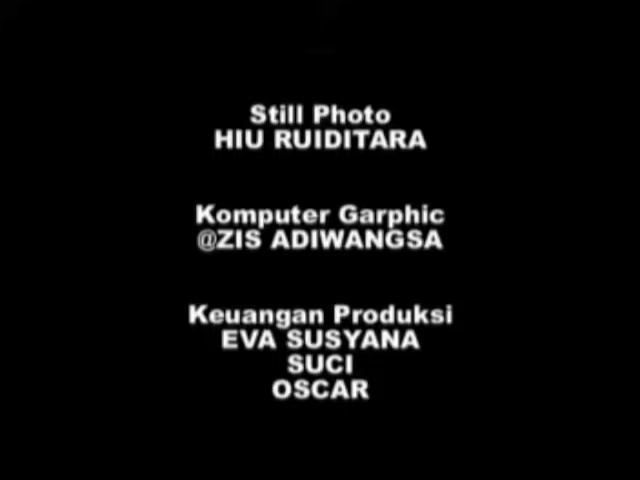 Still Photo
HIU RUIDITARA
Komputer Garphic
@ZIS ADIWANGSA
Keuangan Produksi
EVA SUSYANA
SUCI
OSCAR